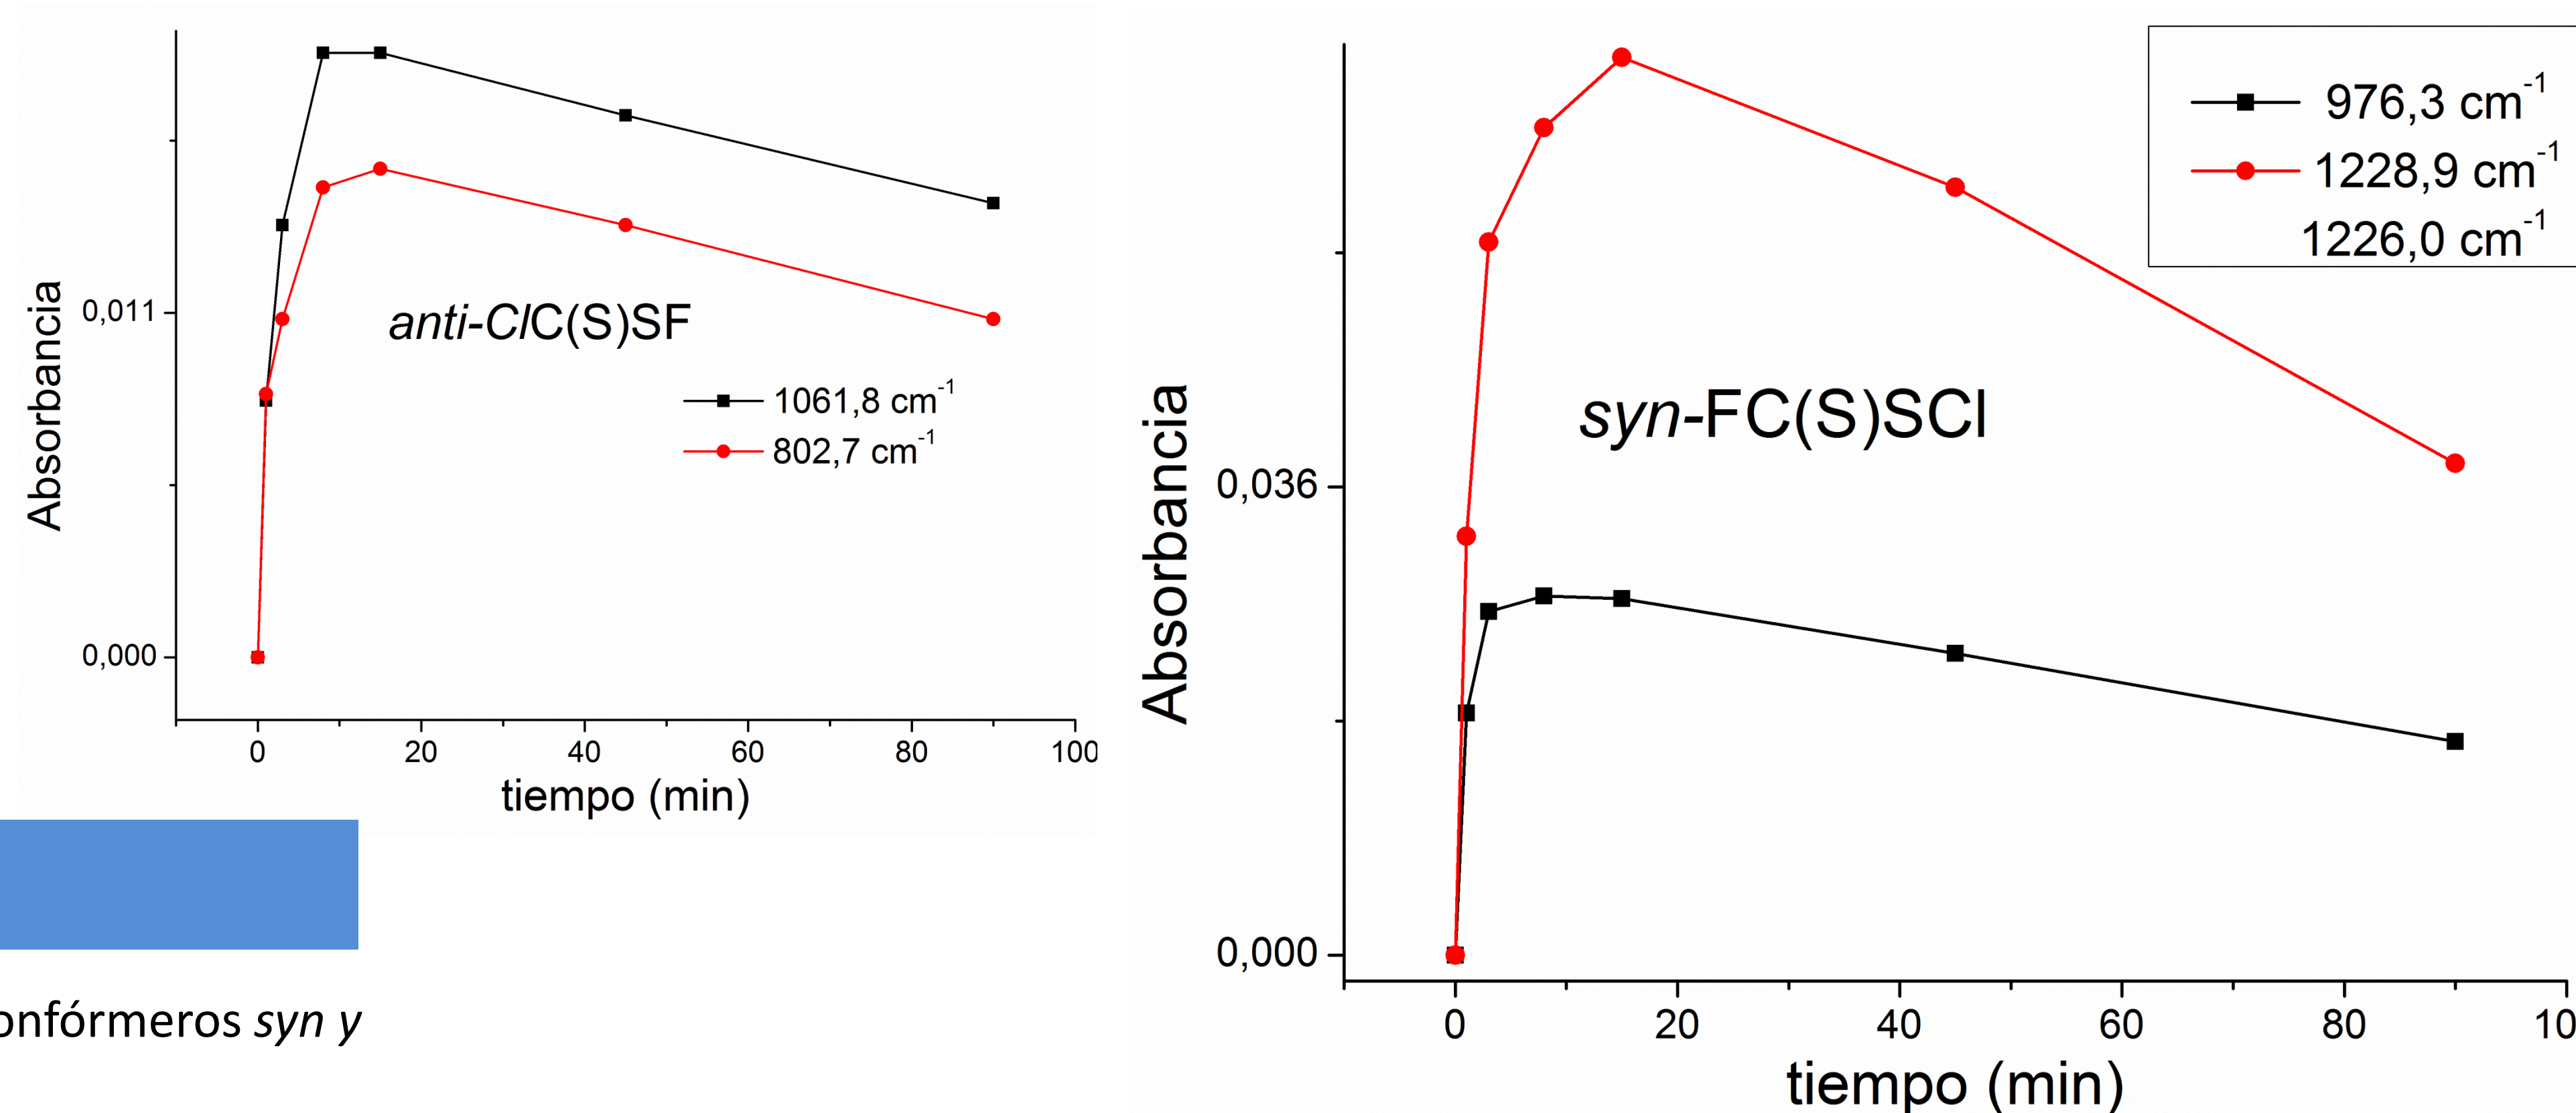 Absorbancia
0,011
0,000
anti-ClC(S)SF
1061,8 cm-1
802,7 cm-1
0 20 40 60 80 100
tiempo (min)
onfórmeros syn y
976,3 cm-1
1228,9 cm-1
1226,0 cm-1
Absorbancia
0,036
0,000
syn-FC(S)SCl
0 20 40 60 80 10
tiempo (min)